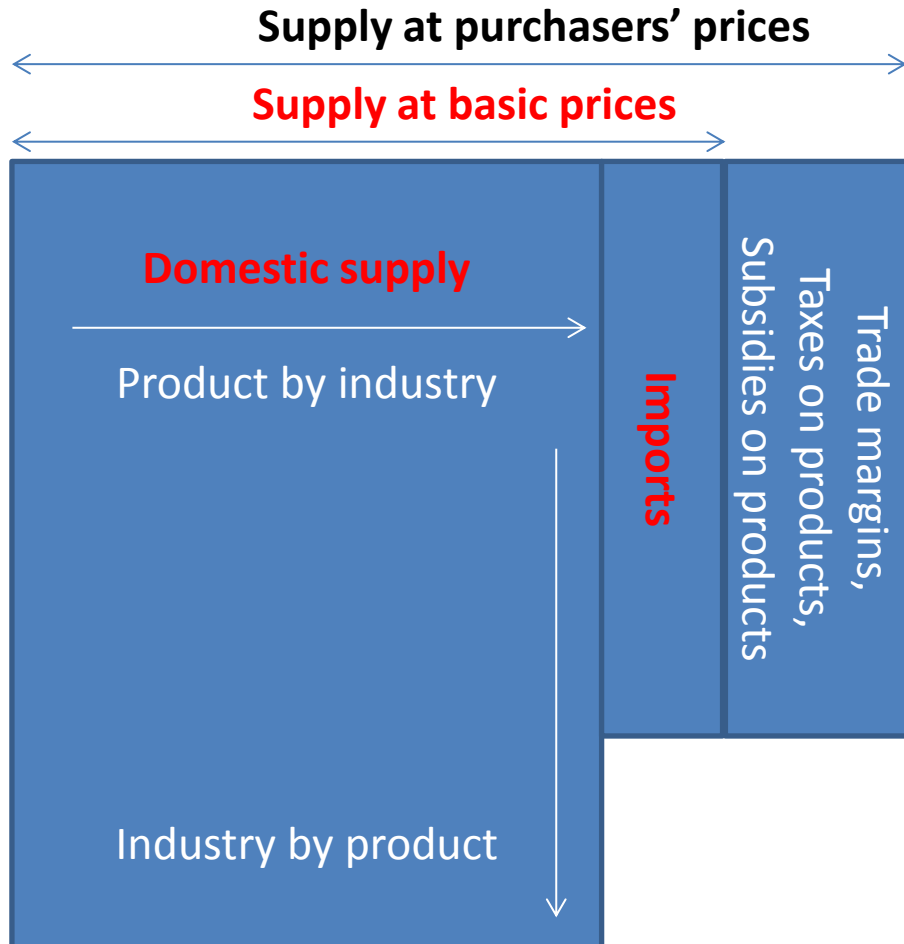 Supply at purchasers’ prices
Supply at basic prices
Domestic supply
Product by industry
Imports
Trade margins,
Taxes on products,
Subsidies on products
Industry by product